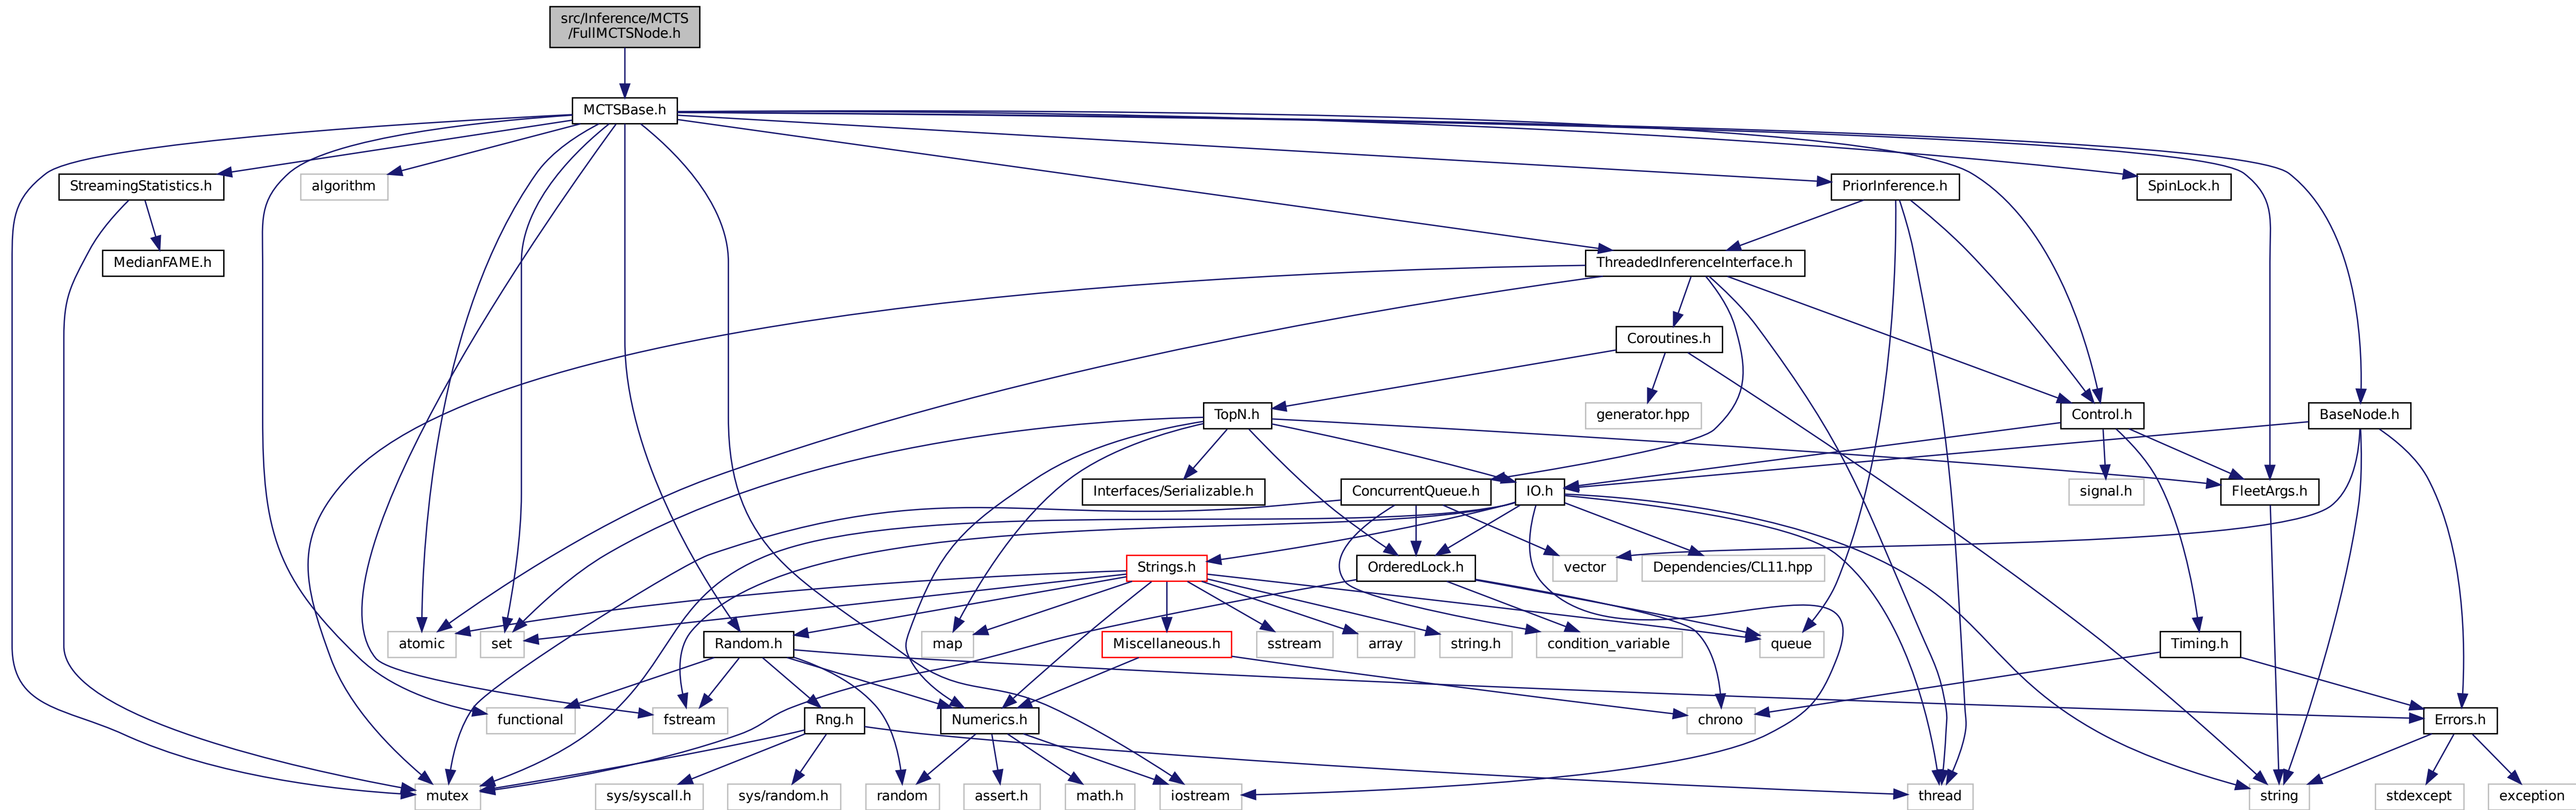 src/Inference/MCTS
/FullMCTSNode.h
MCTSBase.h
StreamingStatistics.h
algorithm
PriorInference.h
SpinLock.h
MedianFAME.h
ThreadedInferenceInterface.h
Coroutines.h
TopN.h
generator.hpp
Control.h
BaseNode.h
Interfaces/Serializable.h
ConcurrentQueue.h
IO.h
signal.h
FleetArgs.h
Strings.h
OrderedLock.h
vector
Dependencies/CL11.hpp
atomic
set
Random.h
map
Miscellaneous.h
sstream
array
string.h
condition_variable
queue
Timing.h
functional
fstream
Rng.h
Numerics.h
chrono
Errors.h
mutex
sys/syscall.h
sys/random.h
random
assert.h
math.h
iostream
thread
string
stdexcept
exception